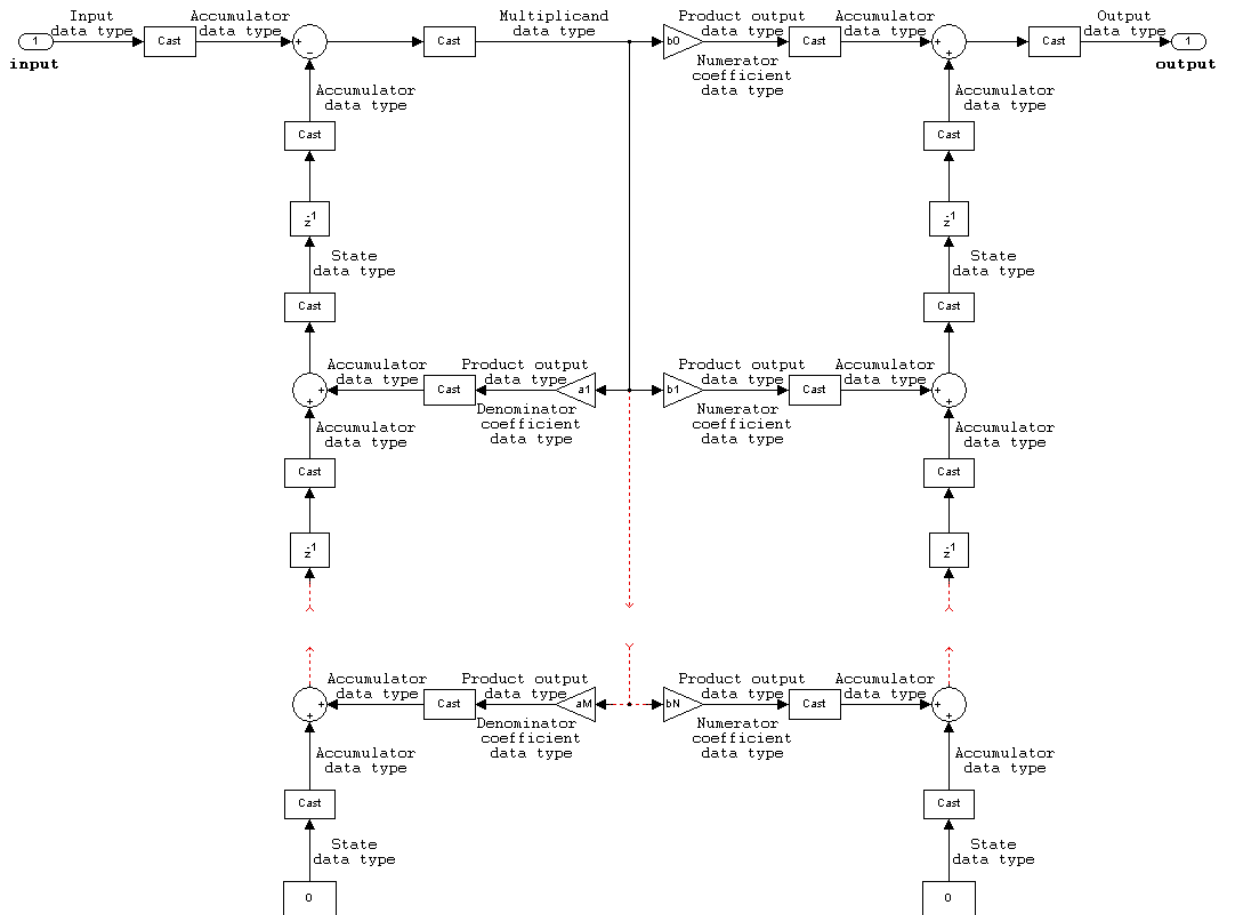 Input
data type
Accumulator
data type
Multiplicand
data type
Product output
data type
Accumulator
data type
Output
data type
1
Cast
+
−
Cast
b0
Cast
+
+
Cast
1
input
Numerator
coefficient
data type
output
Accumulator
data type
Accumulator
data type
Cast
Cast
z-1
z-1
State
data type
State
data type
Cast
Cast
Accumulator
data type
Product output
data type
Product output
data type
Accumulator
data type
+
+
Cast
a1
b1
Cast
+
+
Denominator
coefficient
data type
Numerator
coefficient
data type
Accumulator
data type
Accumulator
data type
Cast
Cast
z-1
z-1
Accumulator
data type
Product output
data type
Product output
data type
Accumulator
data type
+
+
Cast
aM
bN
Cast
+
+
Denominator
coefficient
data type
Numerator
coefficient
data type
Accumulator
data type
Accumulator
data type
Cast
Cast
State
data type
State
data type
0
0